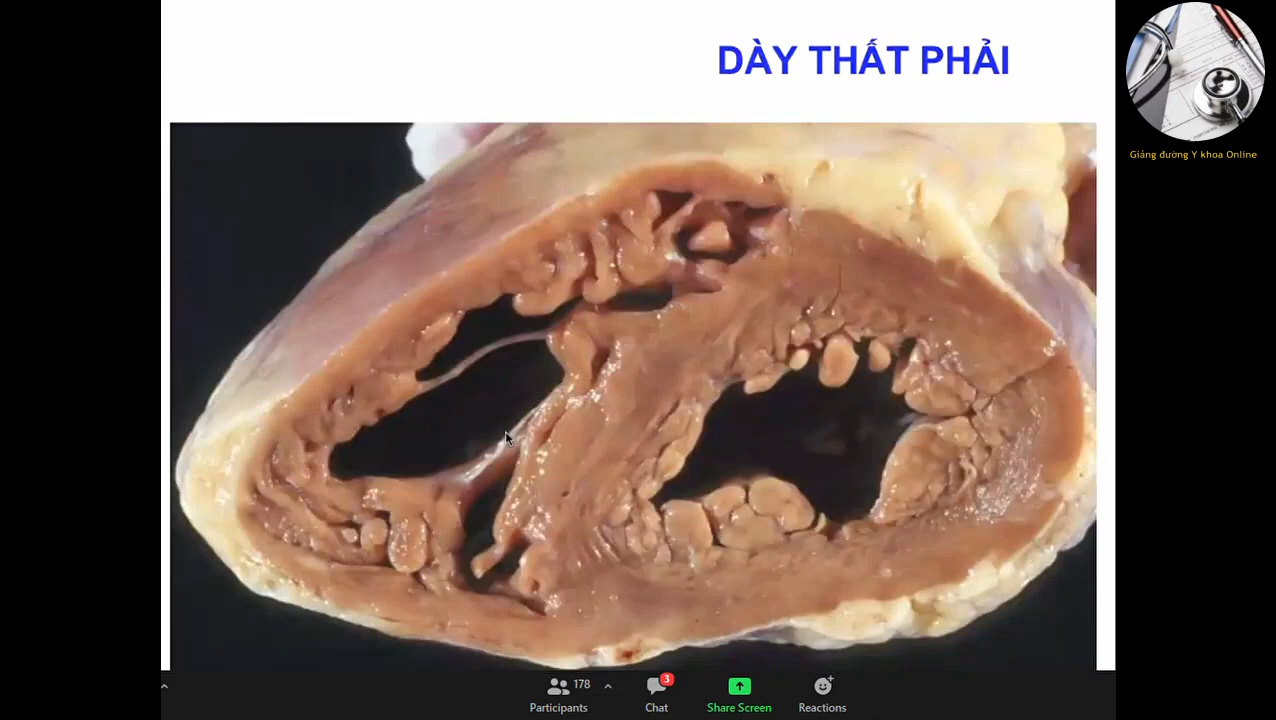 DÀY THẤT PHẢI
Giảng đường Y khoa Online
178
3
Participants
Chat
Share Screen
Reactions